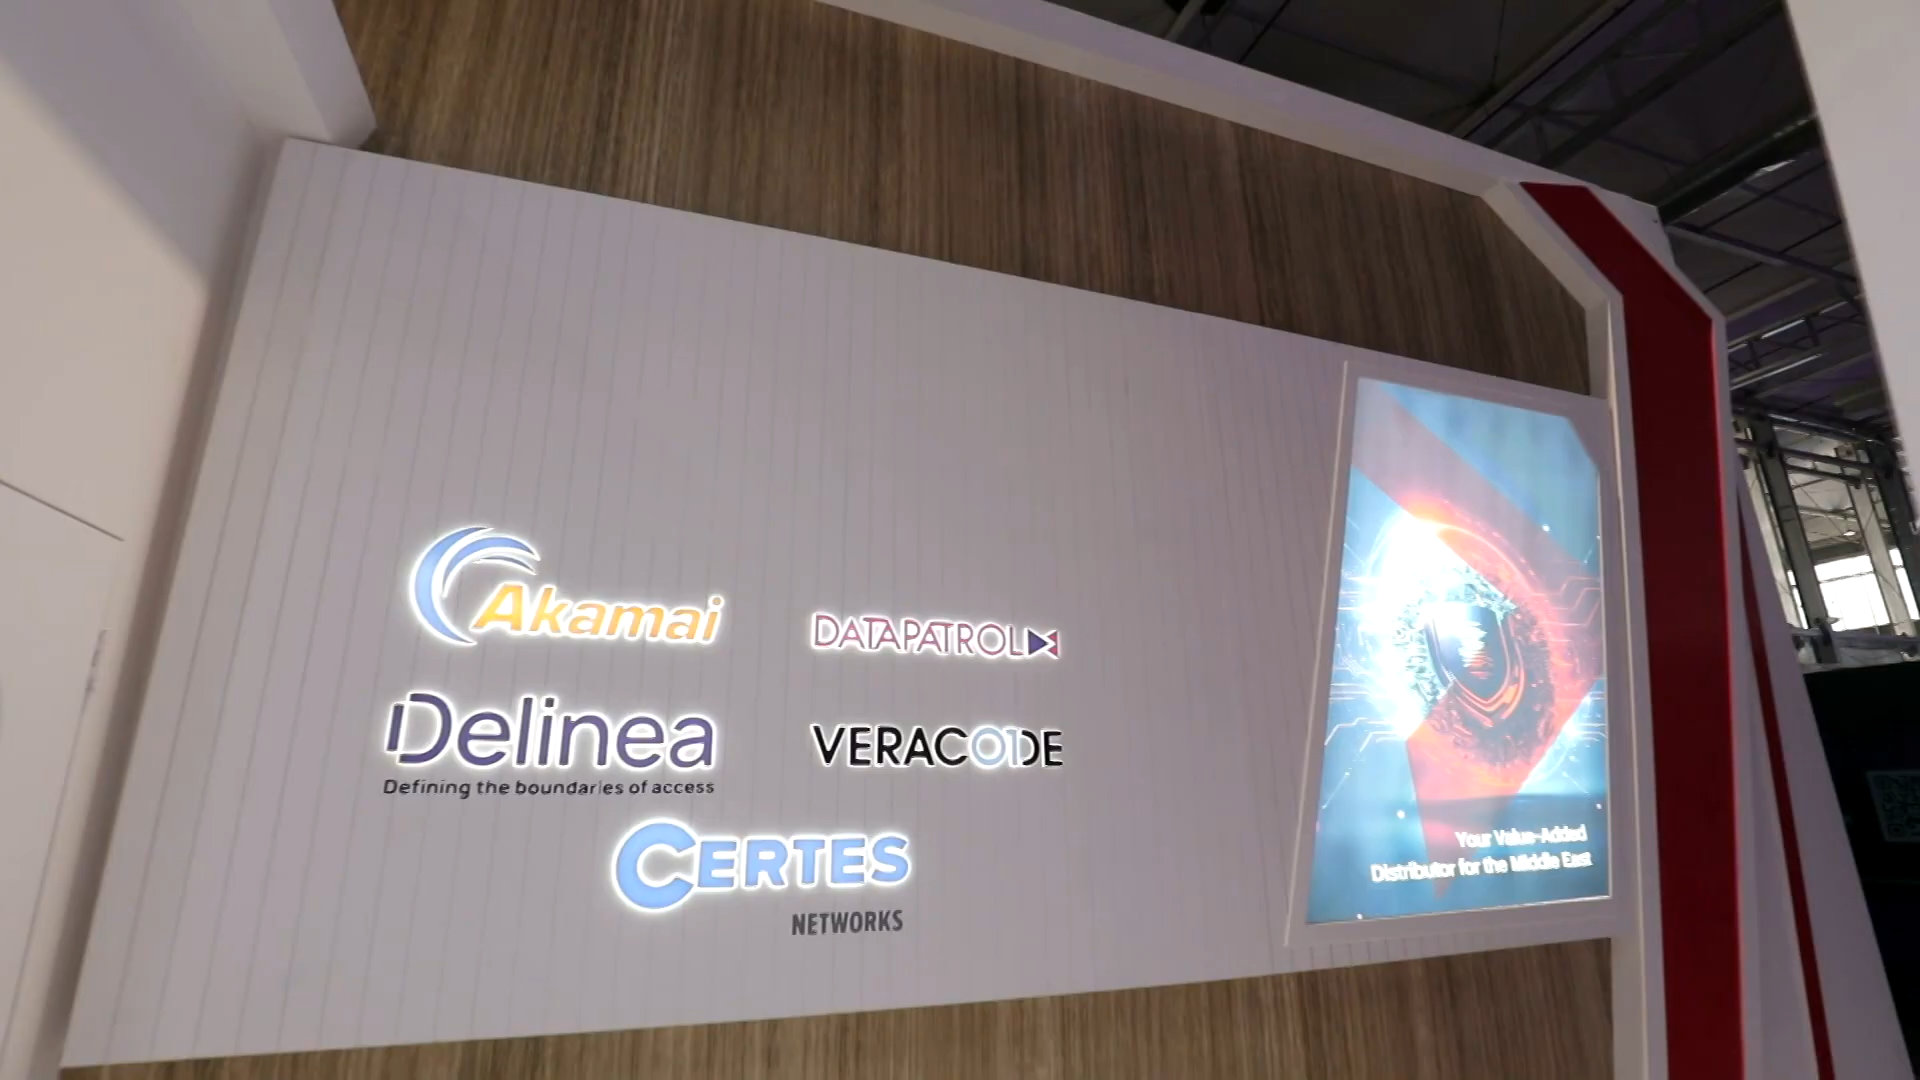 Akamai
DATAPATROL
Delinea
Defining the boundaries of access
VERACODE
CERTES
NETWORKS
Your Value-Added
Distributor for the Middle East